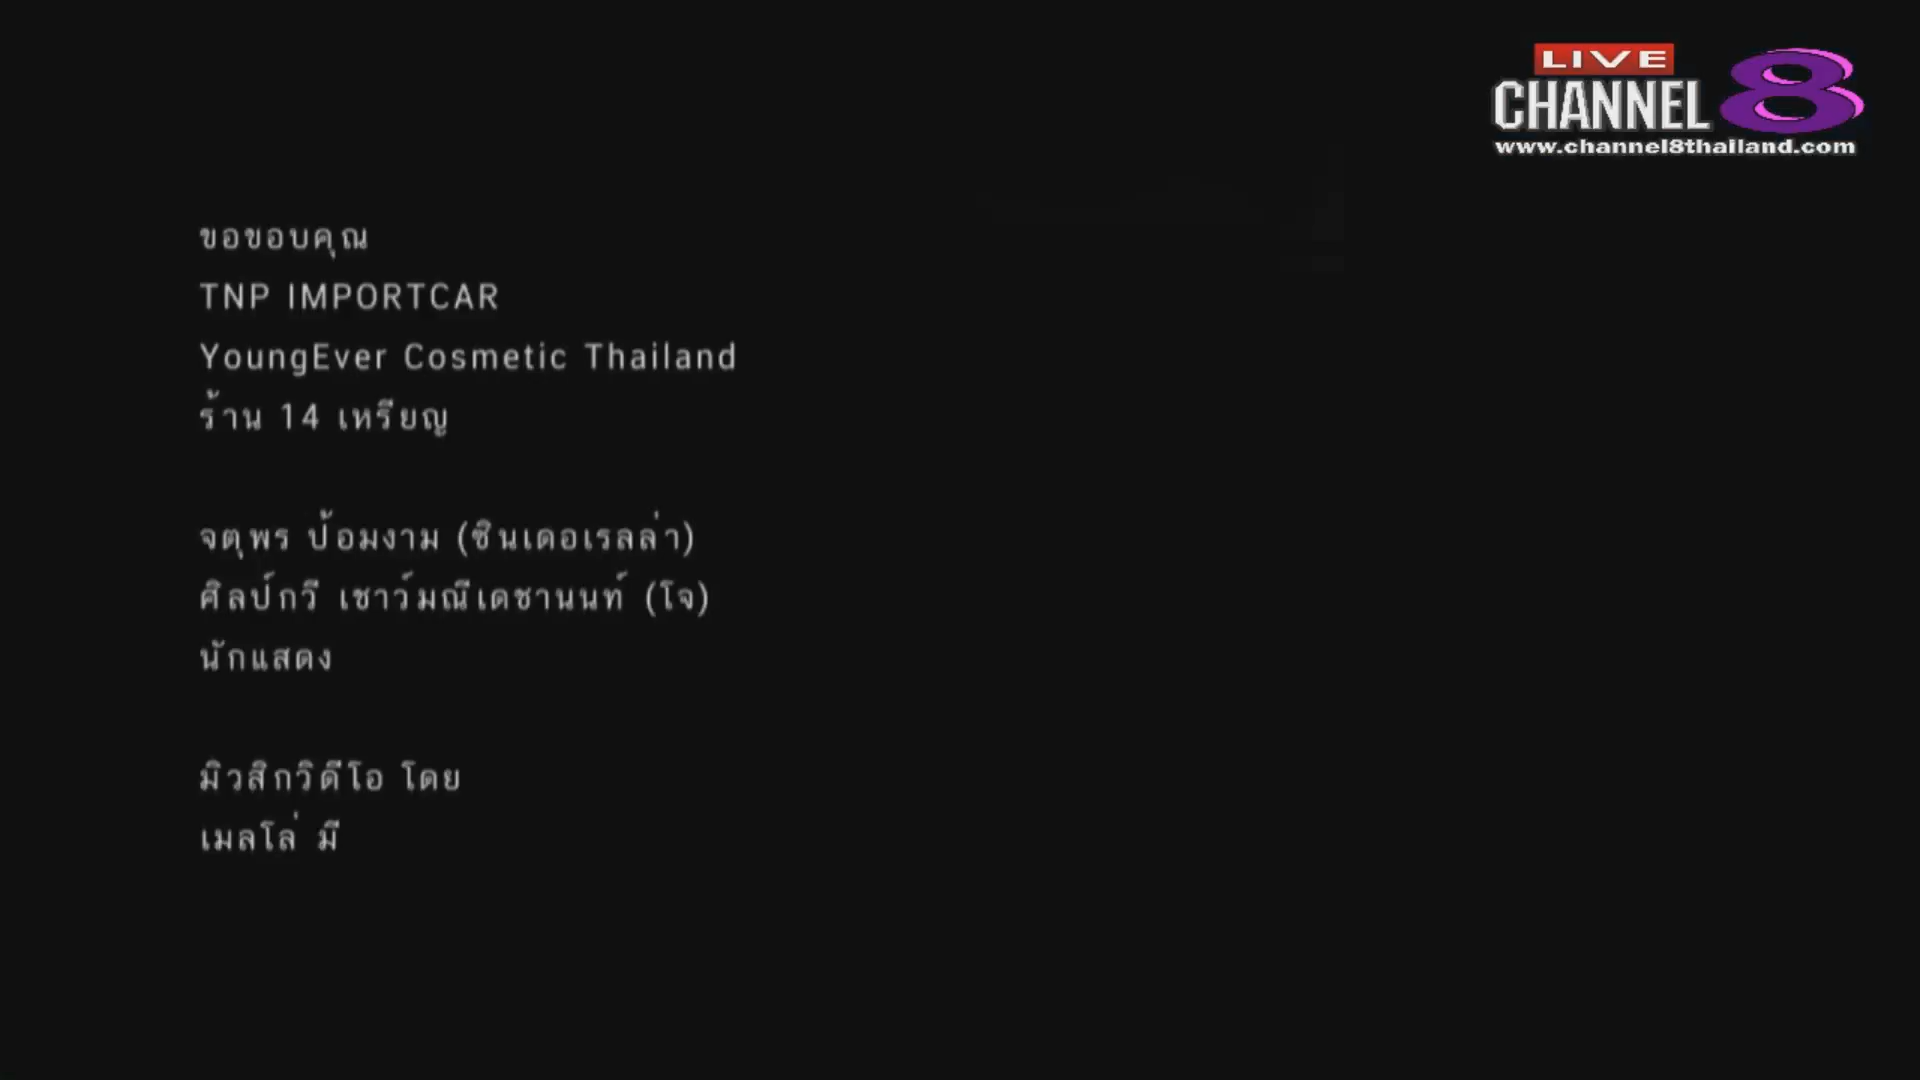 LIVE
CHANNEL 8
www.channel8thailand.com
ขอขอบคุณ
TNP IMPORTCAR
YoungEver Cosmetic Thailand
ร้าน 14 เหรียญ
จตุพร ป้อมงาม (ซินเดอเรลล่า)
ศิลป์กวี เชาว์มณีเดชานนท์ (โจ)
นักแสดง
มิวสิกวิดีโอ โดย
เมลโล่ มี